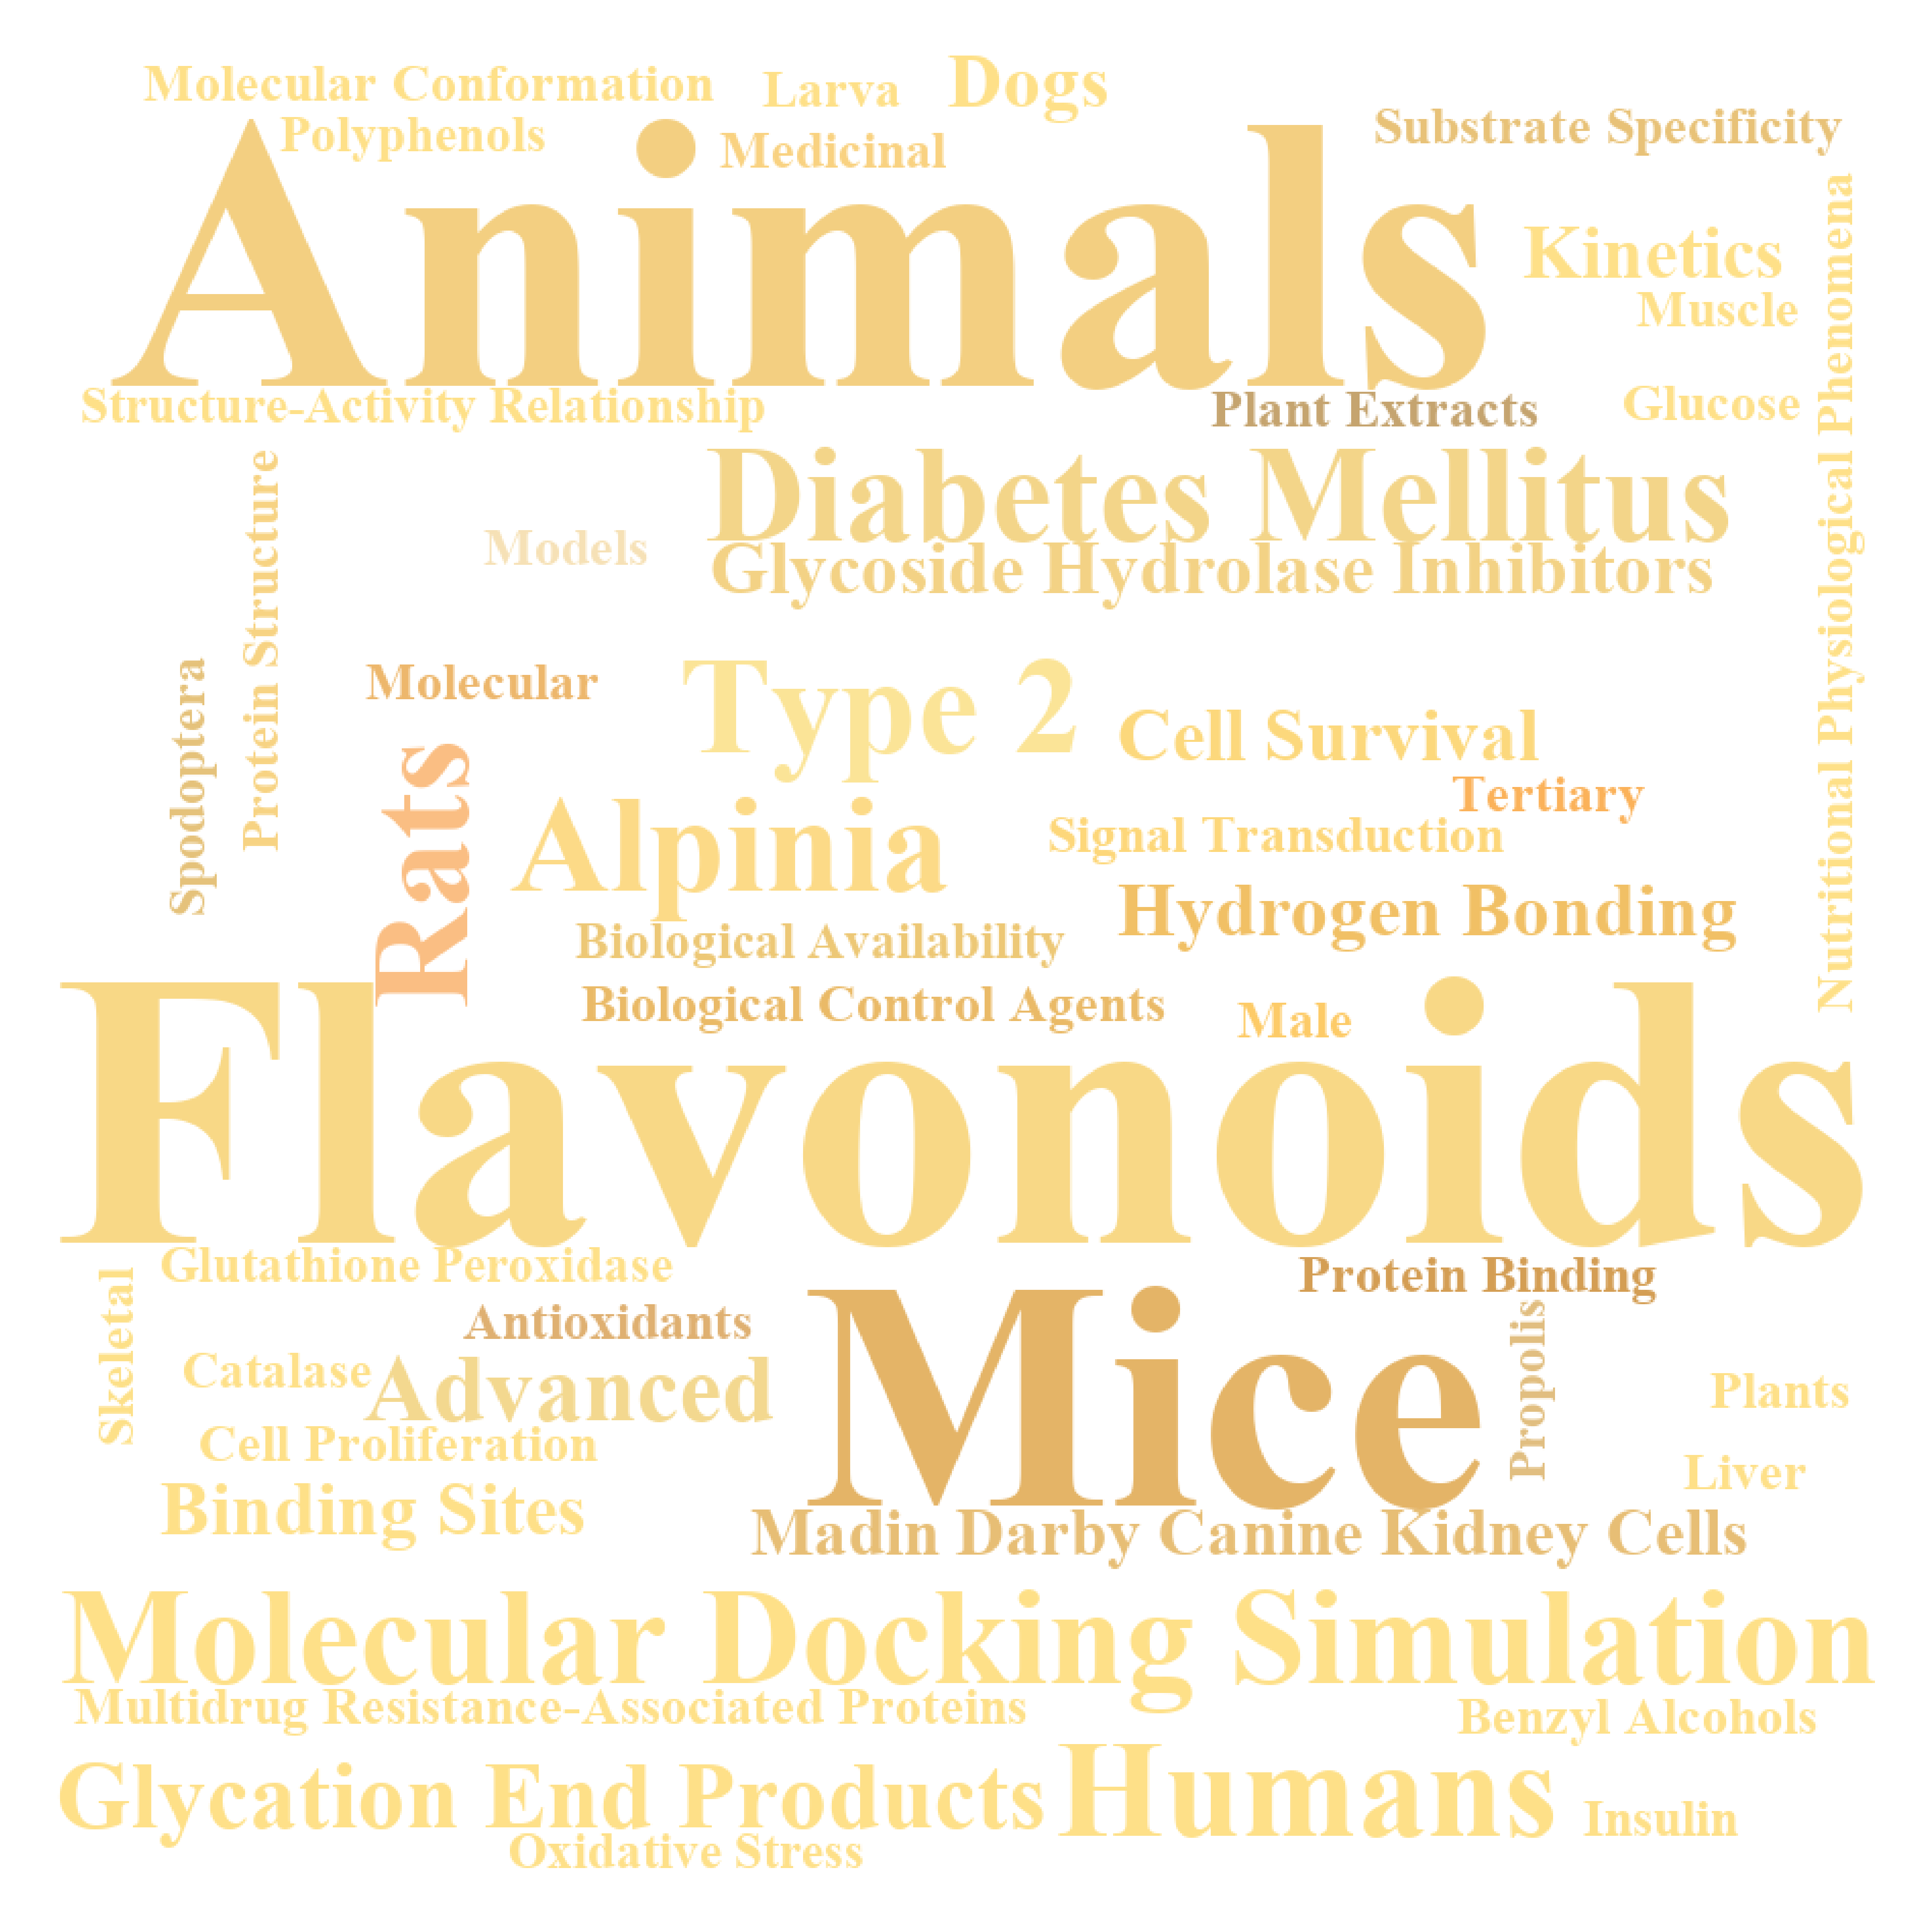 Molecular Conformation
Larva
Dogs
Polyphenols
Medicinal
Substrate Specificity
Animals
Kinetics
Muscle
Nutritional Physiological Phenomena
Structure-Activity Relationship
Plant Extracts
Glucose
Diabetes Mellitus
Protein Structure
Models
Glycoside Hydrolase Inhibitors
Spodoptera
Molecular
Type 2
Cell Survival
Rats
Tertiary
Alpinia
Signal Transduction
Hydrogen Bonding
Biological Availability
Biological Control Agents
Male
Flavonoids
Glutathione Peroxidase
Protein Binding
Skeletal
Antioxidants
Mice
Propolis
Catalase
Advanced
Plants
Cell Proliferation
Liver
Binding Sites
Madin Darby Canine Kidney Cells
Molecular Docking Simulation
Multidrug Resistance-Associated Proteins
Benzyl Alcohols
Glycation End Products
Humans
Insulin
Oxidative Stress